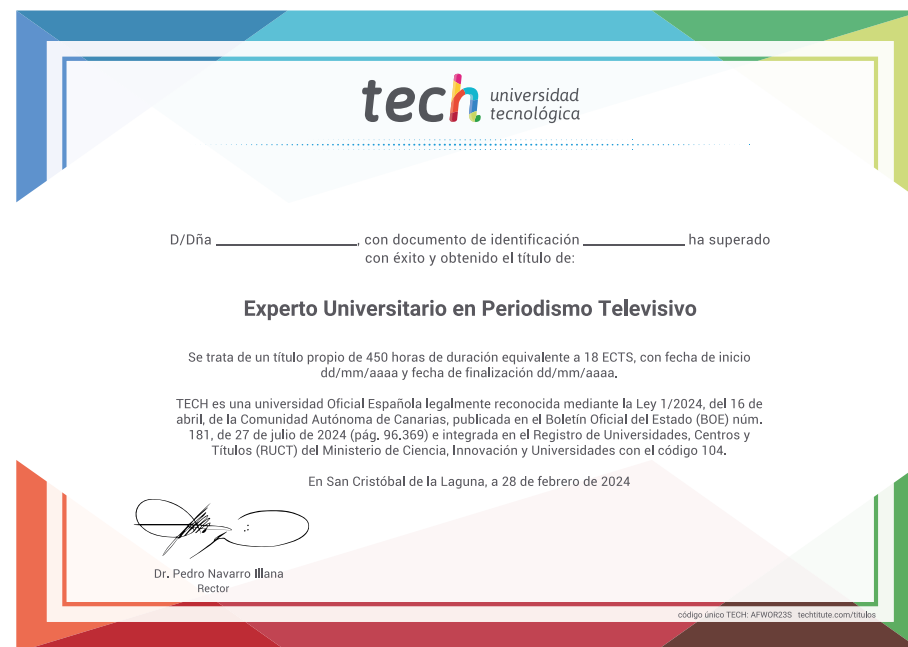 tech universidad
tecnológica
D/Dña ______________, con documento de identificación __________ ha superado
con éxito y obtenido el título de:
Experto Universitario en Periodismo Televisivo
Se trata de un título propio de 450 horas de duración equivalente a 18 ECTS, con fecha de inicio
dd/mm/aaaa y fecha de finalización dd/mm/aaaa.
TECH es una universidad Oficial Española legalmente reconocida mediante la Ley 1/2024, del 16 de
abril, de la Comunidad Autónoma de Canarias, publicada en el Boletín Oficial del Estado (BOE) núm.
181, de 27 de julio de 2024 (pág. 96.369) e integrada en el Registro de Universidades, Centros y
Títulos (RUCT) del Ministerio de Ciencia, Innovación y Universidades con el código 104.
En San Cristóbal de la Laguna, a 28 de febrero de 2024
Dr. Pedro Navarro Illana
Rector
código único TECH: AFWOR23S techtitute.com/titulos